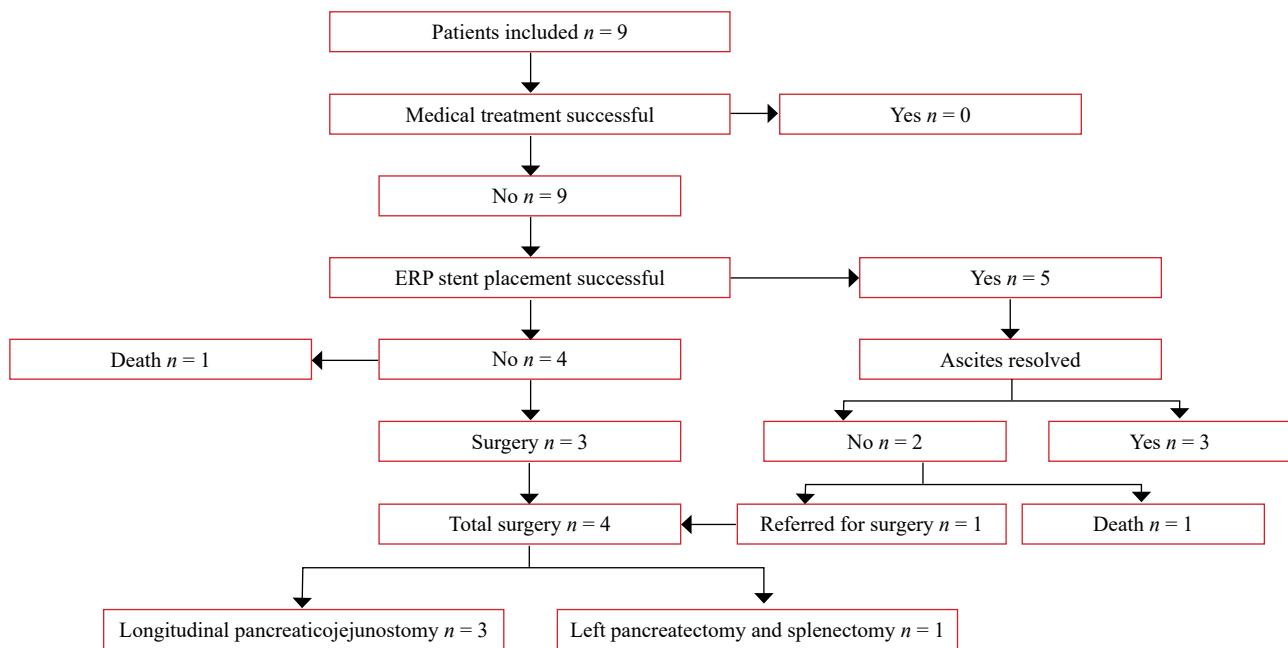 Patients included n = 9
Medical treatment successful
Yes n = 0
No n = 9
ERP stent placement successful
Yes n = 5
Death n = 1
No n = 4
Ascites resolved
Surgery n = 3
No n = 2
Yes n = 3
Total surgery n = 4
Referred for surgery n = 1
Death n = 1
Longitudinal pancreaticojejunostomy n = 3
Left pancreatectomy and splenectomy n = 1